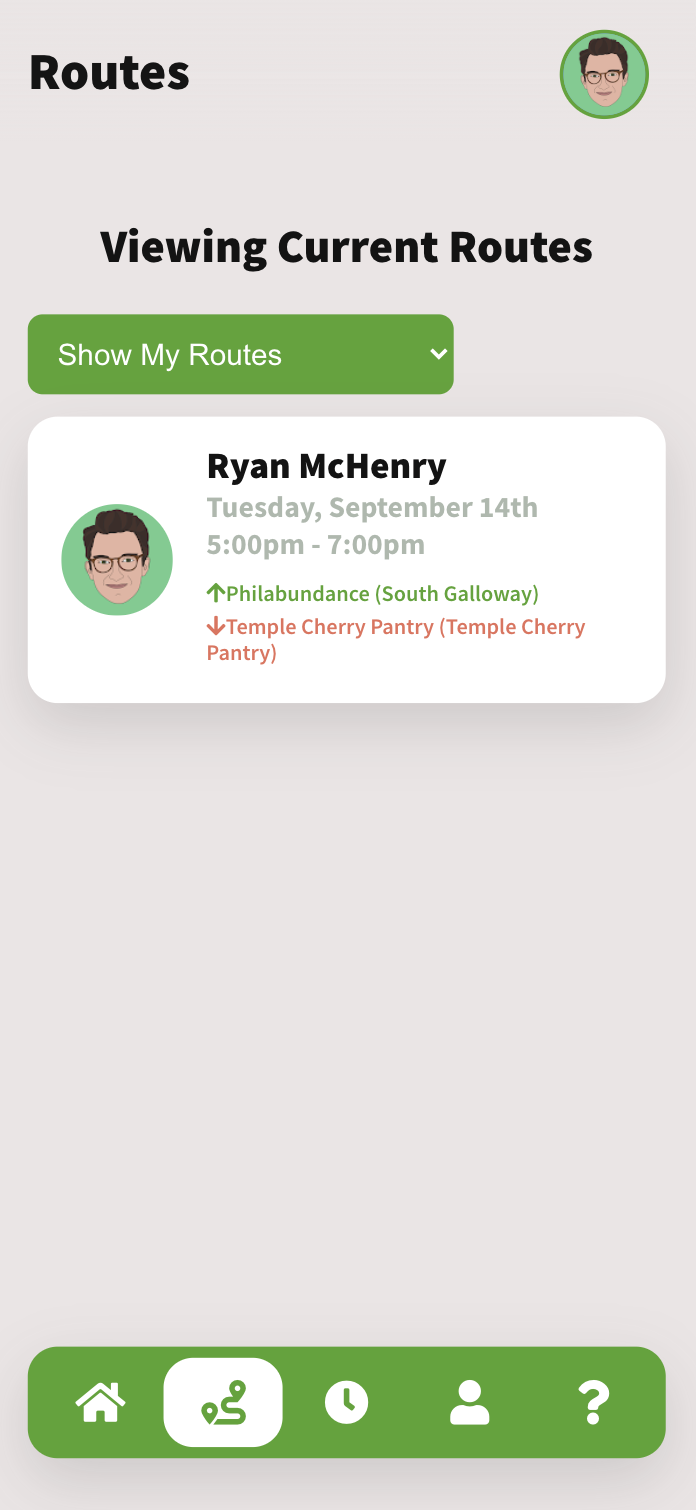 Routes
Viewing Current Routes
Show My Routes
Ryan McHenry
Tuesday, September 14th
5:00pm - 7:00pm
Philabundance (South Galloway)
Temple Cherry Pantry (Temple Cherry
Pantry)